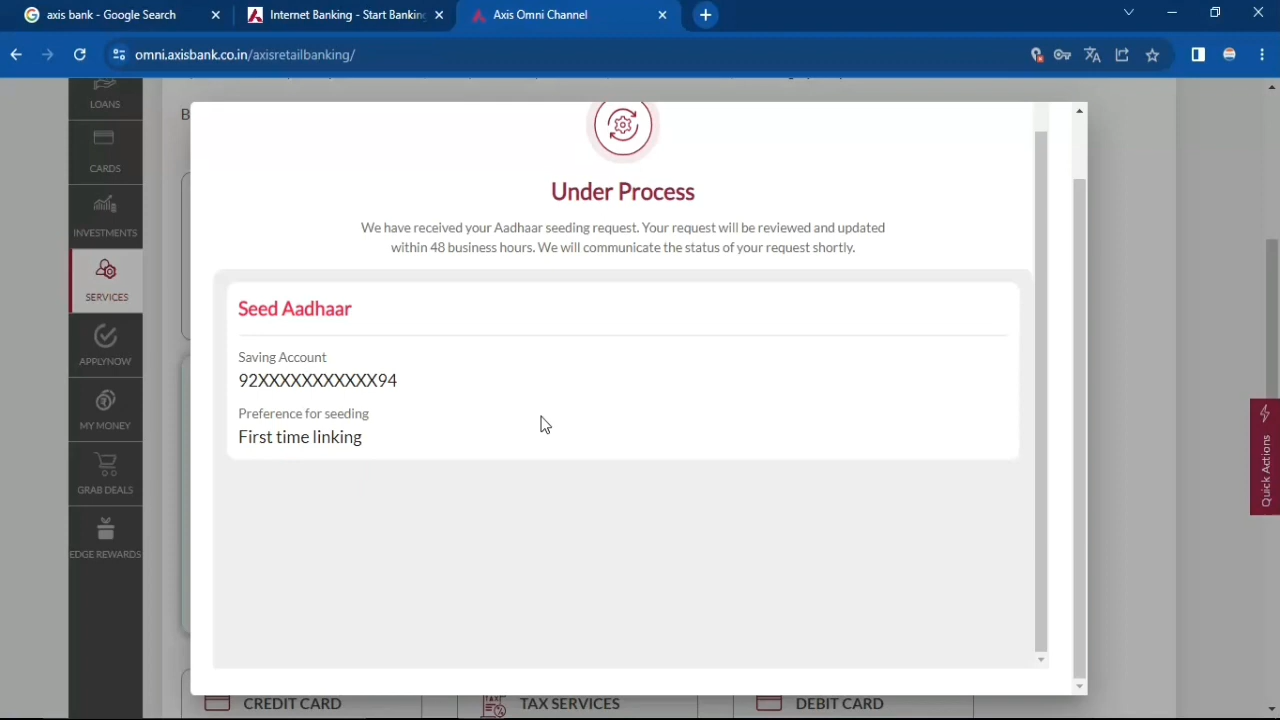 axis bank - Google Search
Internet Banking - Start Banking
Axis Omni Channel
omni.axisbank.co.in/axisretailbanking/
LOANS
CARDS
INVESTMENTS
SERVICES
APPLYNOW
MY MONEY
GRAB DEALS
EDGE REWARDS
B
Under Process
We have received your Aadhaar seeding request. Your request will be reviewed and updated
within 48 business hours. We will communicate the status of your request shortly.
Seed Aadhaar
Saving Account
92XXXXXXXXXXX94
Preference for seeding
First time linking
Quick Actions
CREDIT CARD
TAX SERVICES
DEBIT CARD